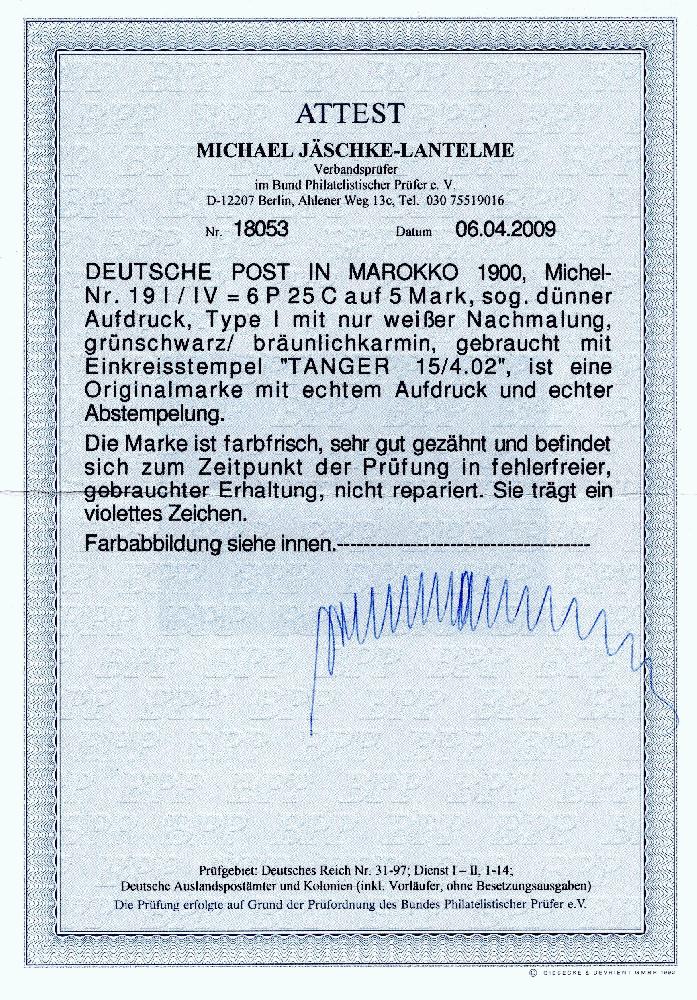 ATTEST
MICHAEL JÄSCHKE-LANTELME
Verbandsprüfer
im Bund Philatelistischer Prüfer e. V.
D-12207 Berlin, Ahlener Weg 13c, Tel. 030 75519016
Nr. 18053 Datum 06.04.2009
DEUTSCHE POST IN MAROKKO 1900, Michel-
Nr. 19 I / IV = 6 P 25 C auf 5 Mark, sog. dünner
Aufdruck, Type I mit nur weißer Nachmalung,
grünschwarz/ bräunlichkarmin, gebraucht mit
Einkreisstempel "TANGER 15/4.02", ist eine
Originalmarke mit echtem Aufdruck und echter
Abstempelung.
Die Marke ist farbfrisch, sehr gut gezähnt und befindet
sich zum Zeitpunkt der Prüfung in fehlerfreier,
gebrauchter Erhaltung, nicht repariert. Sie trägt ein
violettes Zeichen.
Farbabbildung siehe innen.--------------------------------------
Prüfgebiet: Deutsches Reich Nr. 31-97; Dienst I – II, 1-14;
Deutsche Auslandspostämter und Kolonien (inkl. Vorläufer, ohne Besetzungsausgaben)
Die Prüfung erfolgte auf Grund der Prüfordnung des Bundes Philatelistischer Prüfer e.V.
© GIESECKE & DEVRIENT GMBH